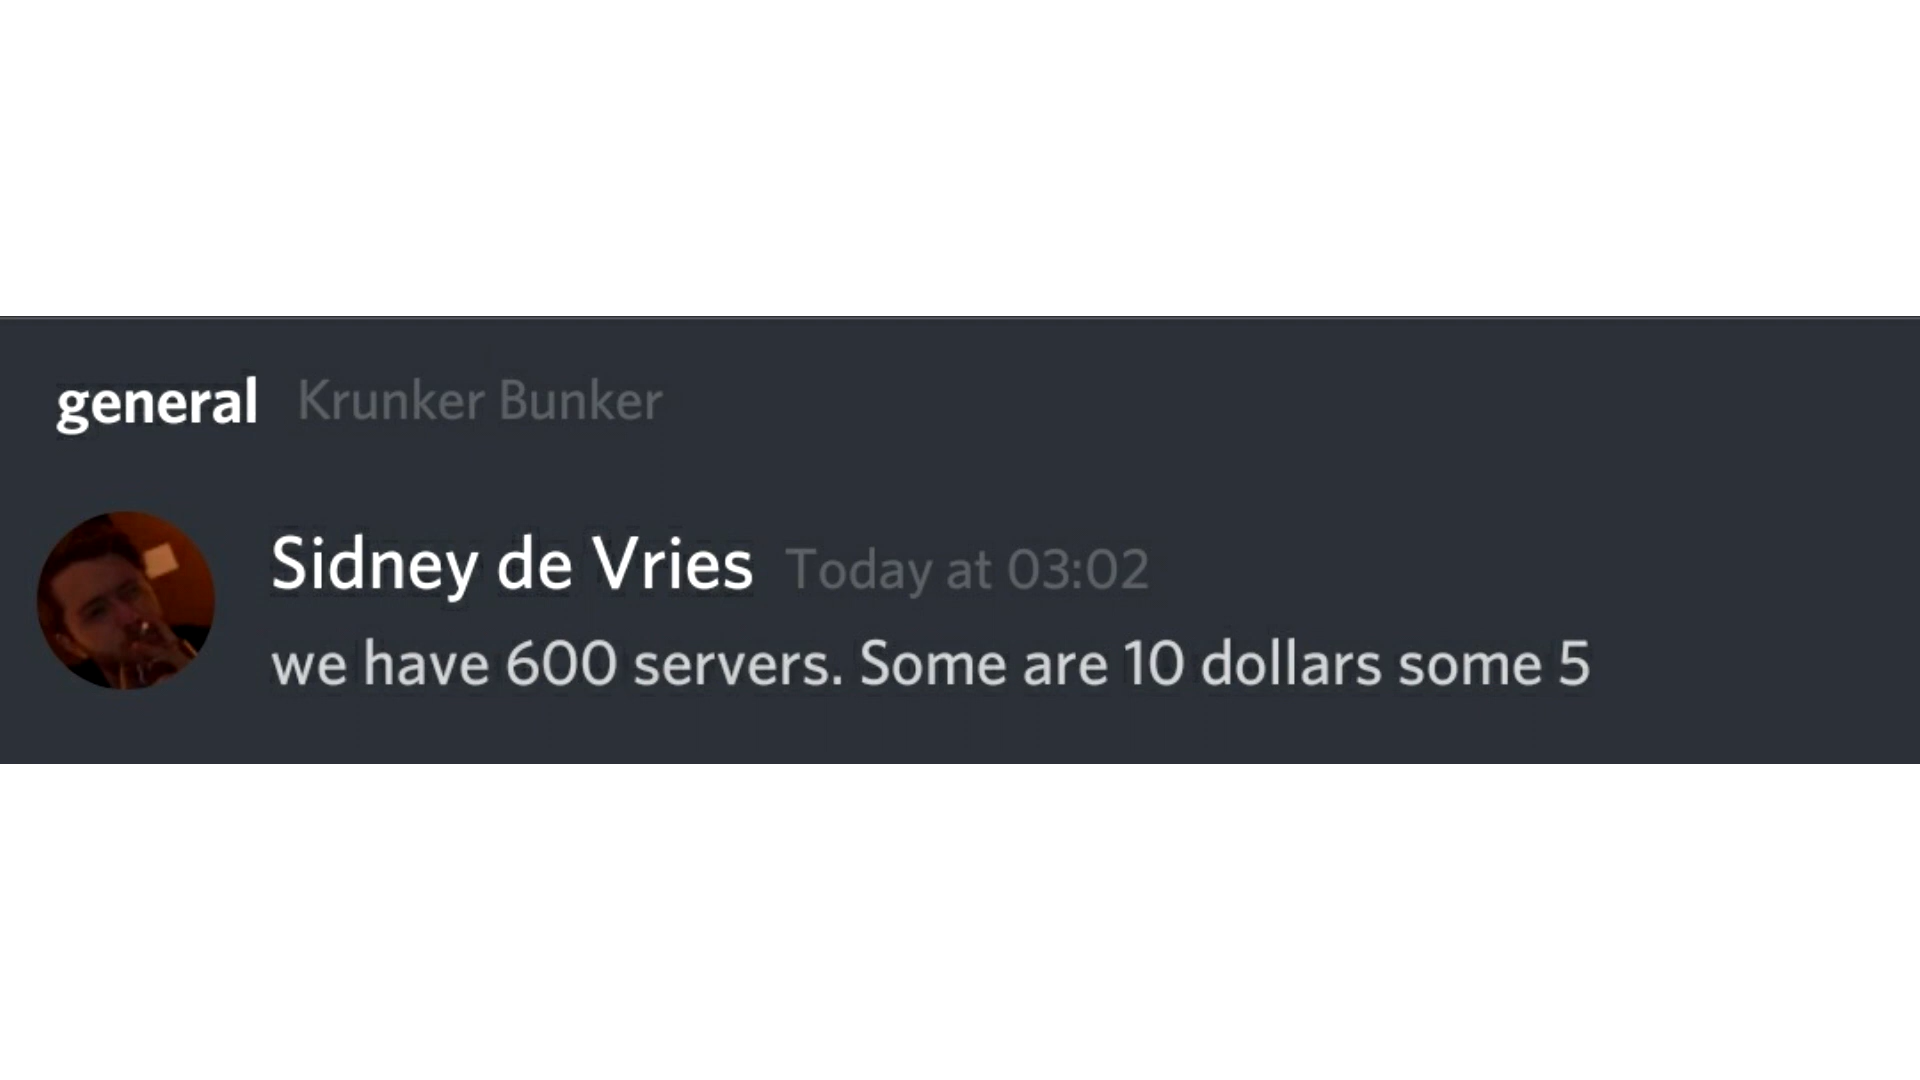 general Krunker Bunker
Sidney de Vries Today at 03:02
we have 600 servers. Some are 10 dollars some 5